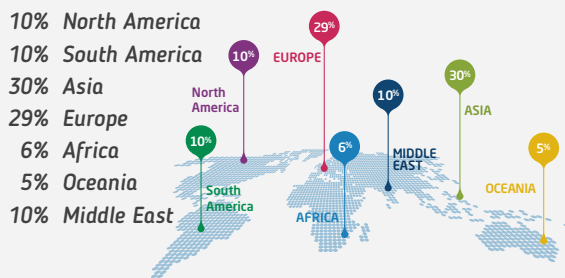 10% North America
10% South America
30% Asia
29% Europe
6% Africa
5% Oceania
10% Middle East
29%
EUROPE
10%
North
America
30%
ASIA
10%
MIDDLE
EAST
10%
South
America
6%
AFRICA
5%
OCEANIA